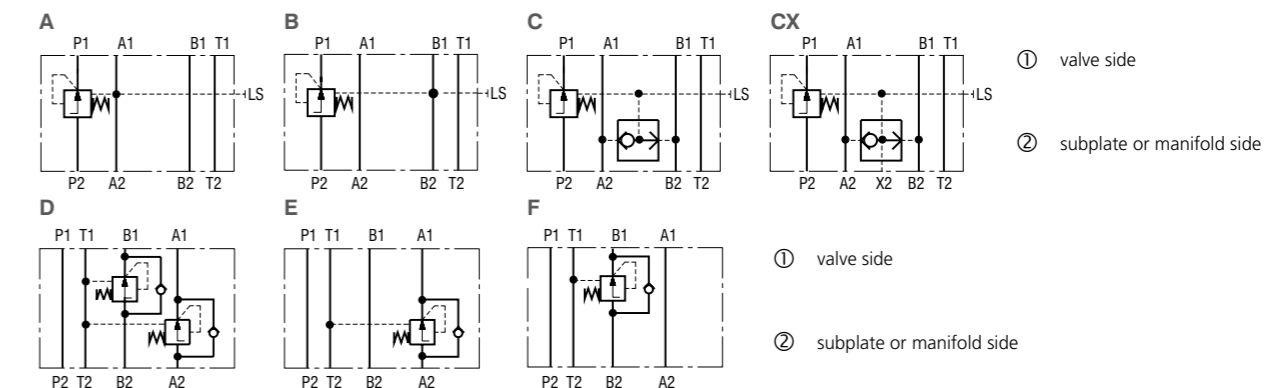 A B C CX
P1 A1 B1 T1 P1 A1 B1 T1 P1 A1 B1 T1 P1 A1 B1 T1
① valve side
LS LS LS LS
② subplate or manifold side
P2 A2 B2 T2 P2 A2 B2 T2 P2 A2 B2 T2 P2 A2 X2 B2 T2
D E F
P1 T1 B1 A1 P1 T1 B1 A1 P1 T1 B1 A1
① valve side
② subplate or manifold side
P2 T2 B2 A2 P2 T2 B2 A2 P2 T2 B2 A2